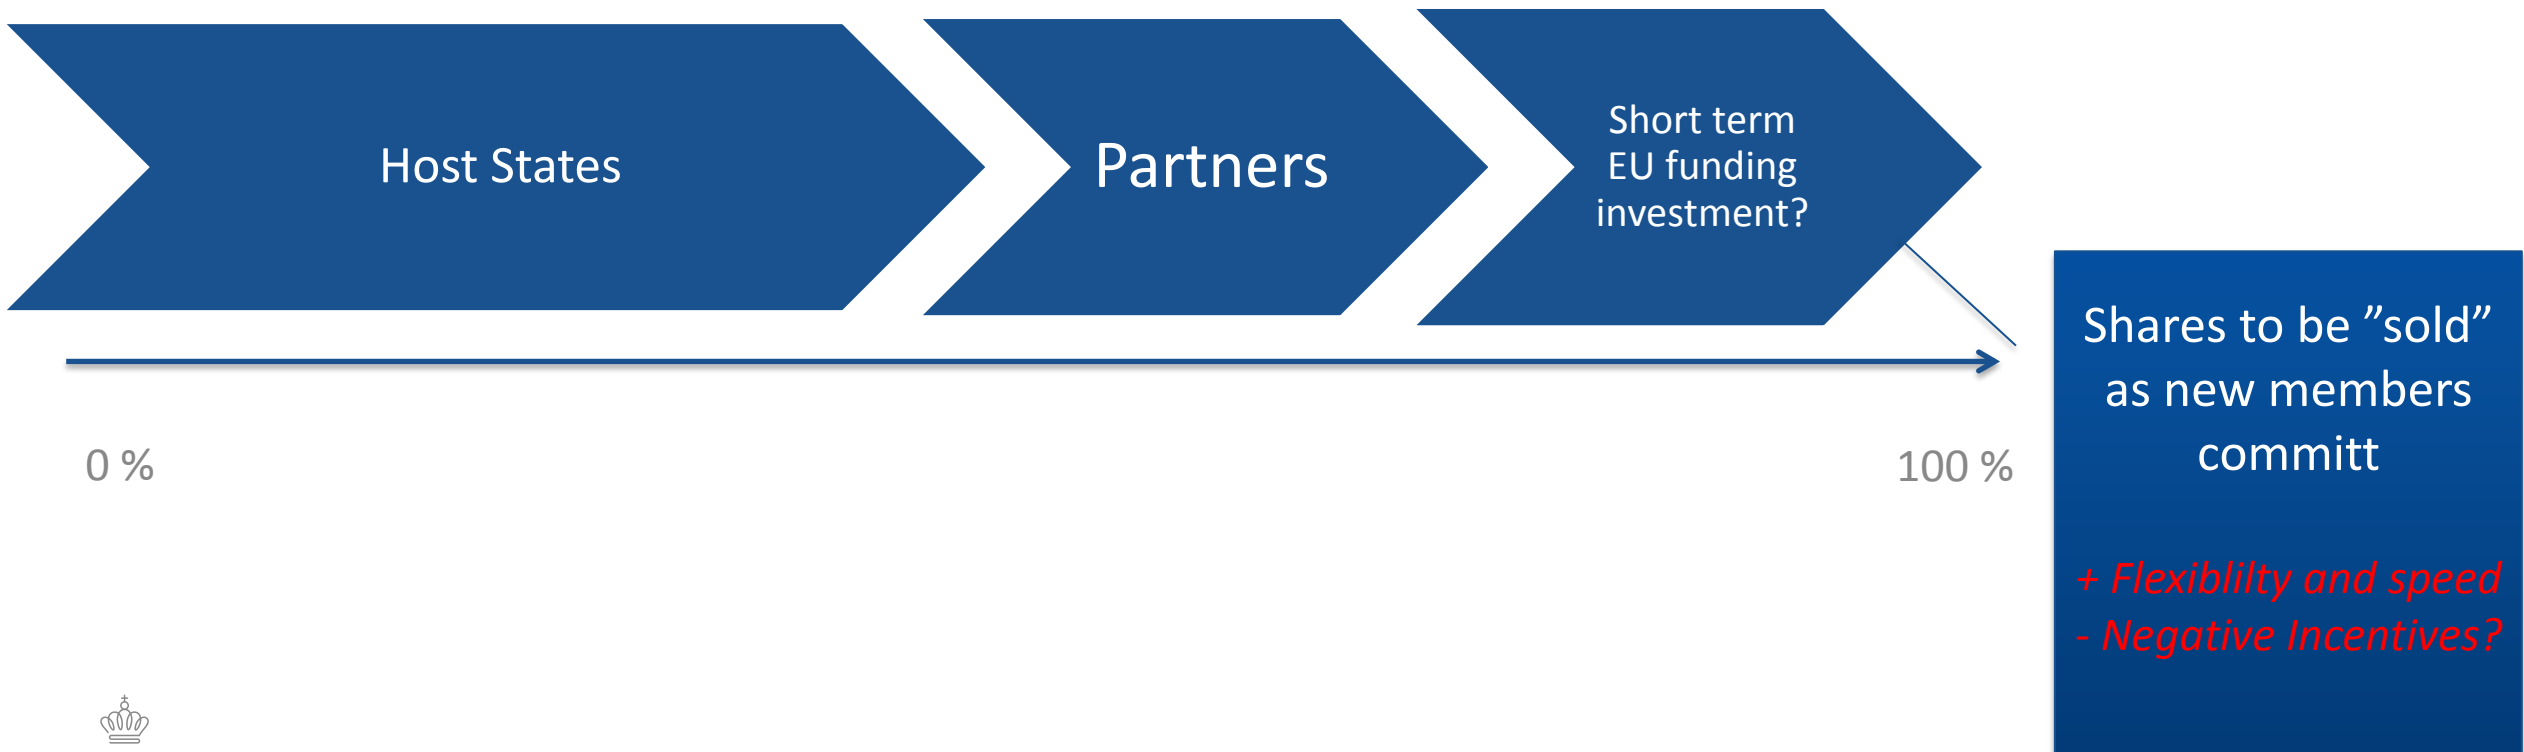 Host States
Partners
Short term
EU funding
investment?
0 %
100 %
Shares to be ”sold”
as new members
committ
+ Flexiblilty and speed
- Negative Incentives?